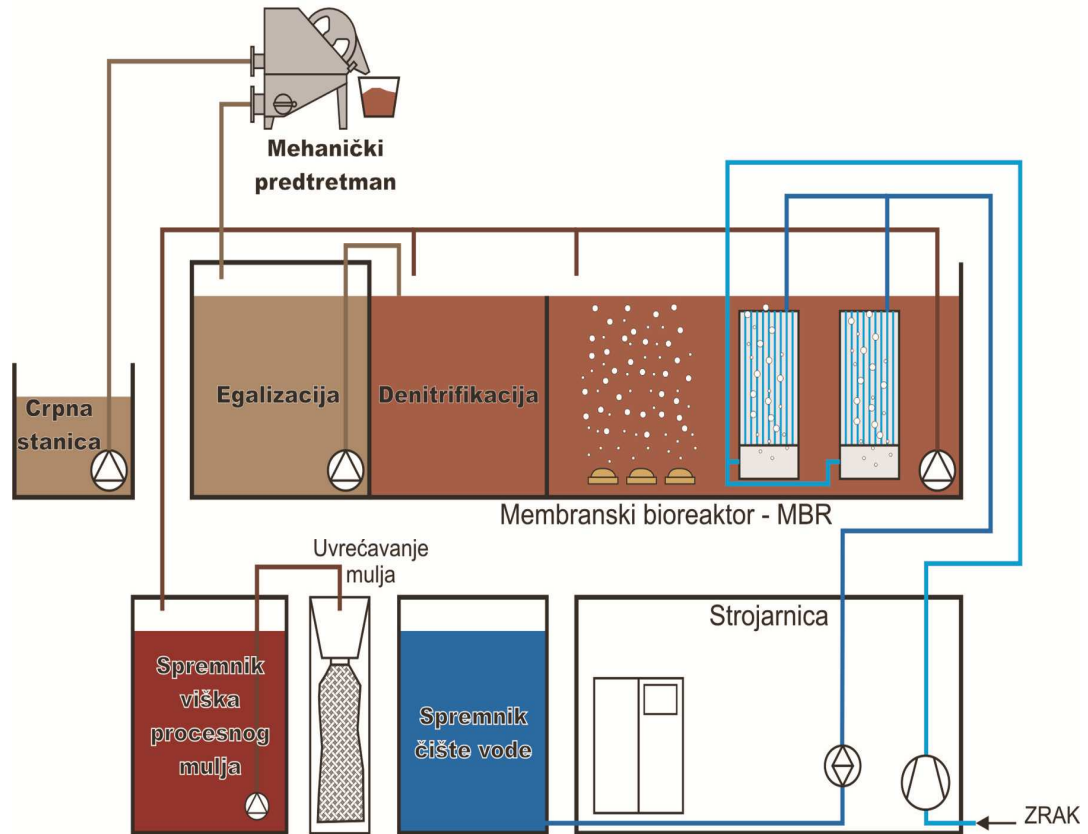 Mehanički
predtretman
Egalizacija
Denitrifikacija
Crpna
stanica
Membranski bioreaktor - MBR
Uvrećavanje
mulja
Strojarnica
Spremnik
viška
procesnog
mulja
Spremnik
čište vode
ZRAK